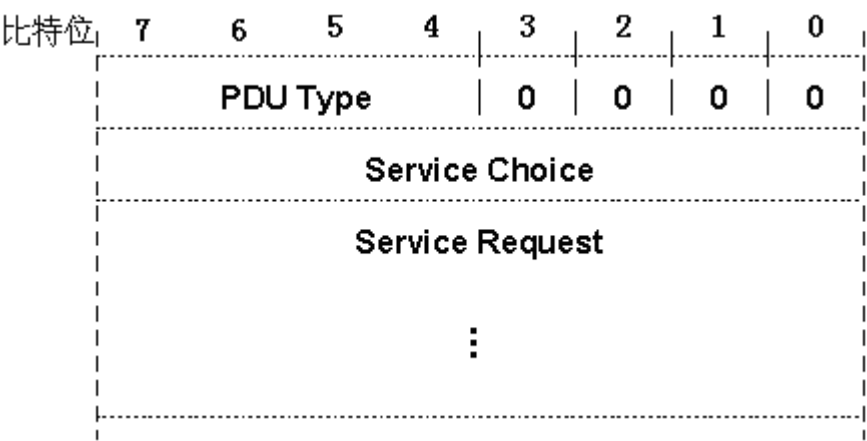 比特位 7 6 5 4 3 2 1 0
PDU Type 0 0 0 0
Service Choice
Service Request
⋮